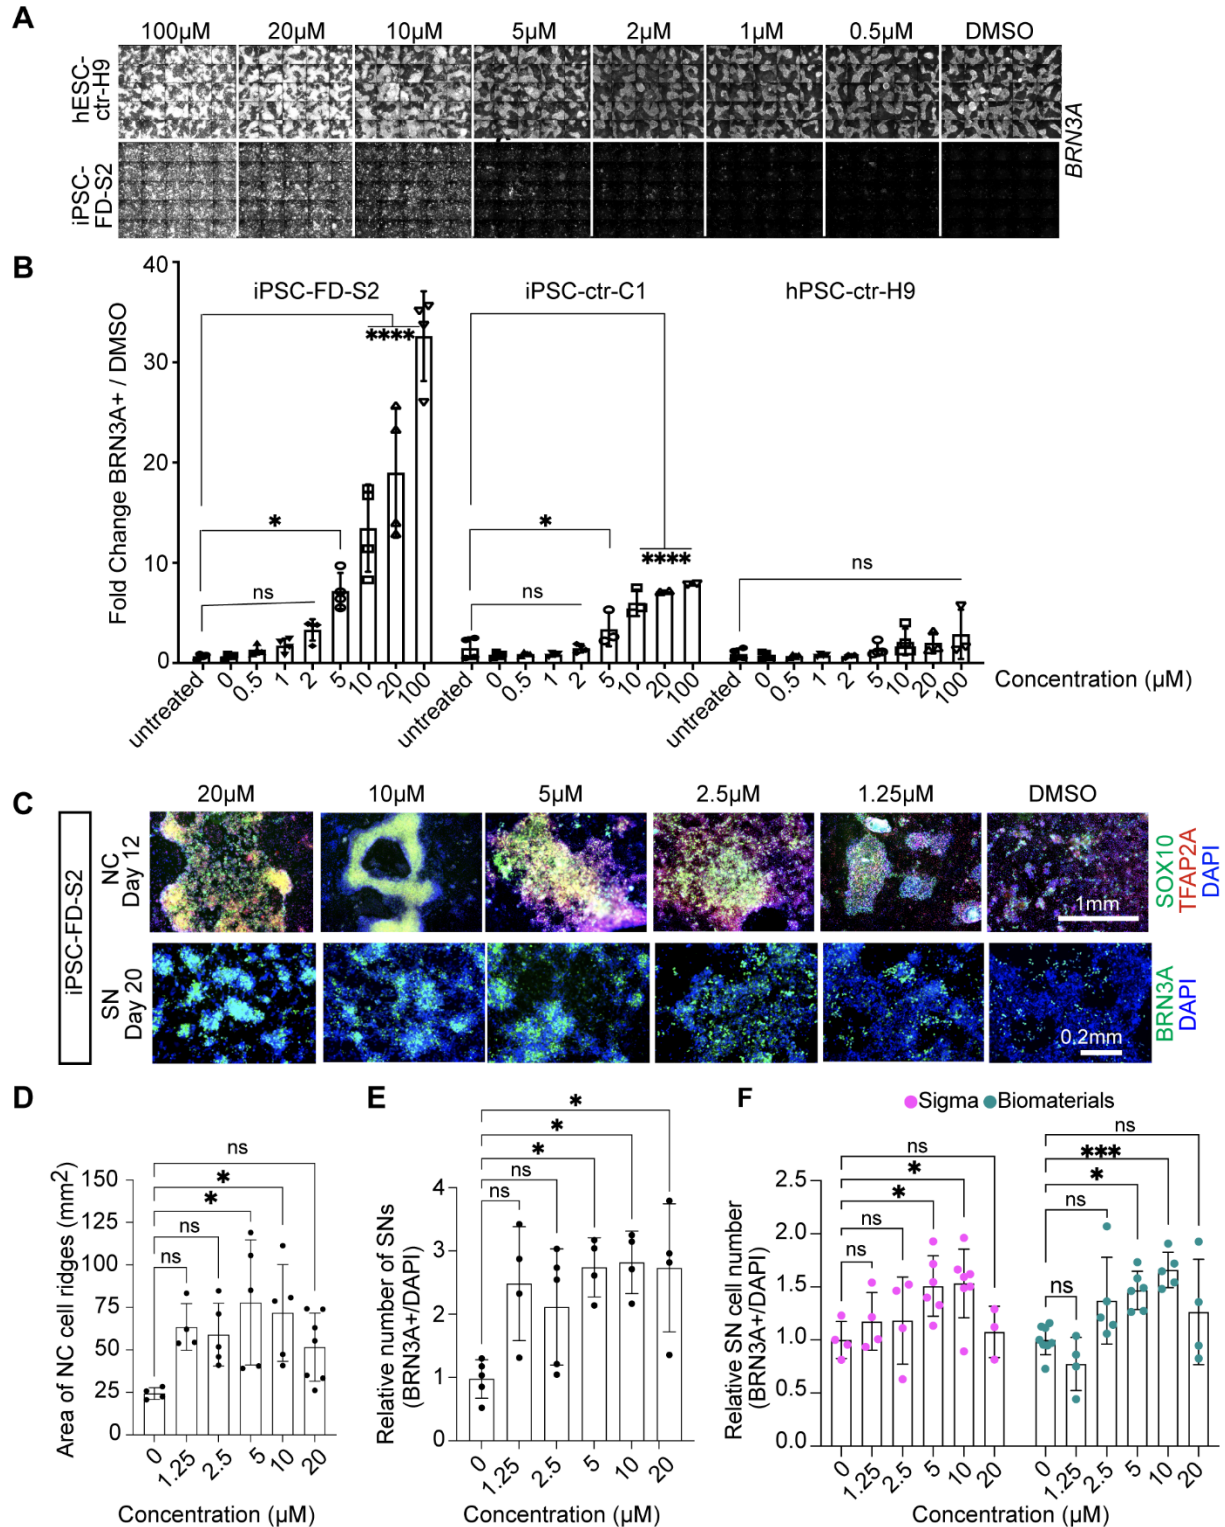 A
100µM 20µM 10µM 5µM 2µM 1µM 0.5µM DMSO
hESC-
ctr-H9
iPSC-
FD-S2
BRN3A
B
Fold Change BRN3A+ / DMSO
40
30
20
10
0
iPSC-FD-S2 iPSC-ctr-C1 hPSC-ctr-H9
****
*
ns
****
*
ns
ns
untreated 0 0.5 1 2 5 10 20 100 untreated 0 0.5 1 2 5 10 20 100 untreated 0 0.5 1 2 5 10 20 100
Concentration (µM)
C
20µM 10µM 5µM 2.5µM 1.25µM DMSO
iPSC-FD-S2
NC
Day 12
SOX10
TFAP2A
DAPI
1mm
SN
Day 20
BRN3A
DAPI
0.2mm
D
Area of NC cell ridges (mm2)
150
125
100
75
50
25
0
ns
*
*
ns
ns
0 1.25 2.5 5 10 20
Concentration (µM)
E
Relative number of SNs
(BRN3A+/DAPI)
4
3
2
1
0
*
*
*
ns
ns
0 1.25 2.5 5 10 20
Concentration (µM)
F
Sigma Biomaterials
Relative SN cell number
(BRN3A+/DAPI)
2.5
2.0
1.5
1.0
0.5
0.0
ns
*
*
ns
ns
ns
***
*
ns
ns
0 1.25 2.5 5 10 20 0 1.25 2.5 5 10 20
Concentration (µM)